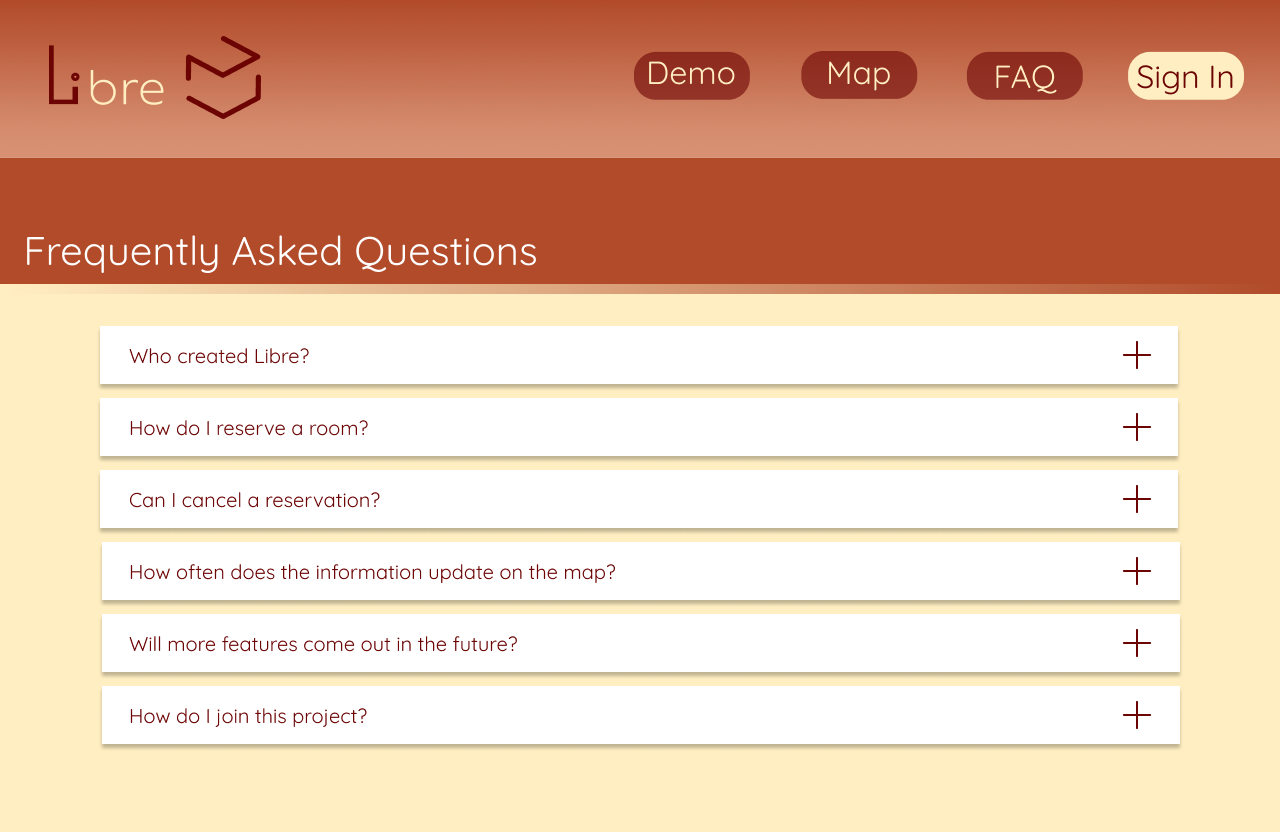 Libre
Demo
Map
FAQ
Sign In
Frequently Asked Questions
Who created Libre?
How do I reserve a room?
Can I cancel a reservation?
How often does the information update on the map?
Will more features come out in the future?
How do I join this project?